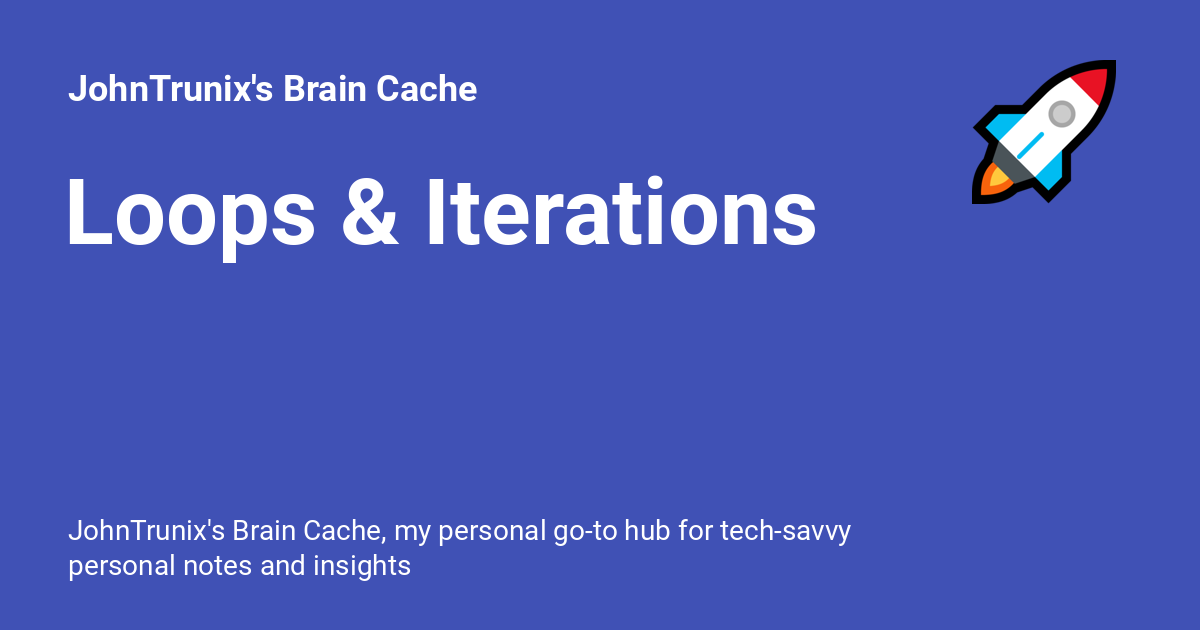 JohnTrunix's Brain Cache
Loops & Iterations
JohnTrunix's Brain Cache, my personal go-to hub for tech-savvy
personal notes and insights